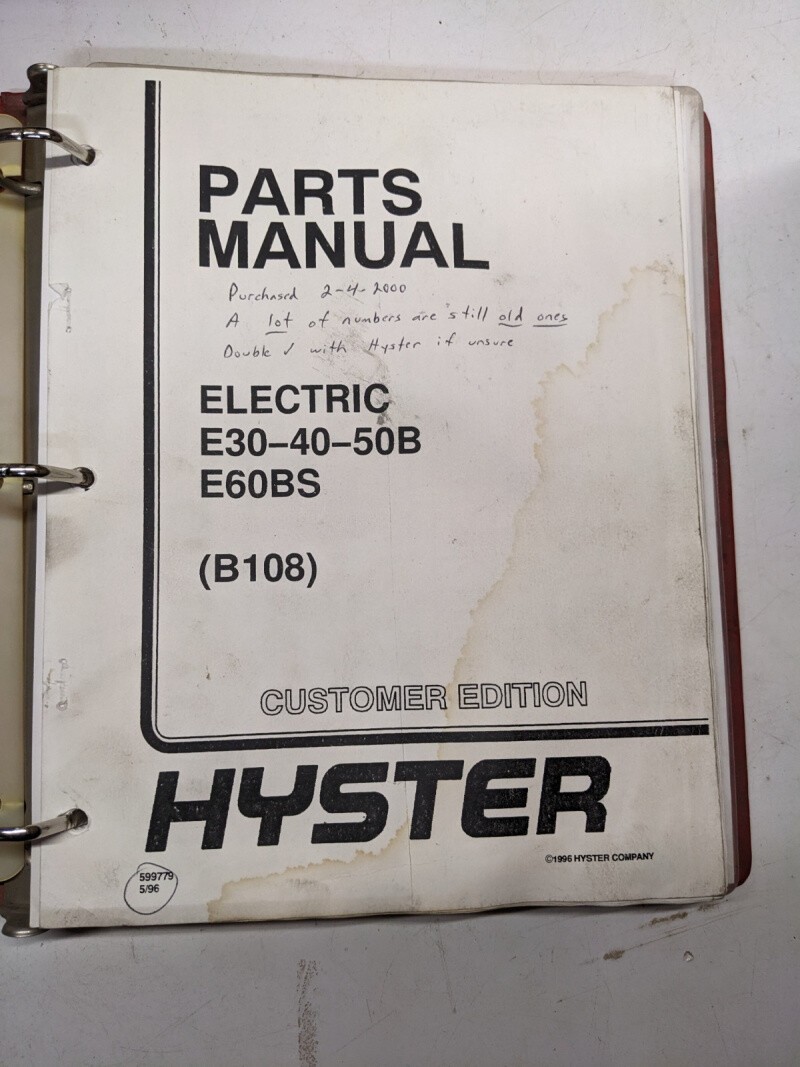 PARTS
MANUAL
Purchased 2-4-2000
A lot of numbers are still old ones
Double ✓ with Hyster if unsure
ELECTRIC
E30-40-50B
E60BS
(B108)
CUSTOMER EDITION
HYSTER
©1996 HYSTER COMPANY
599779
5/96